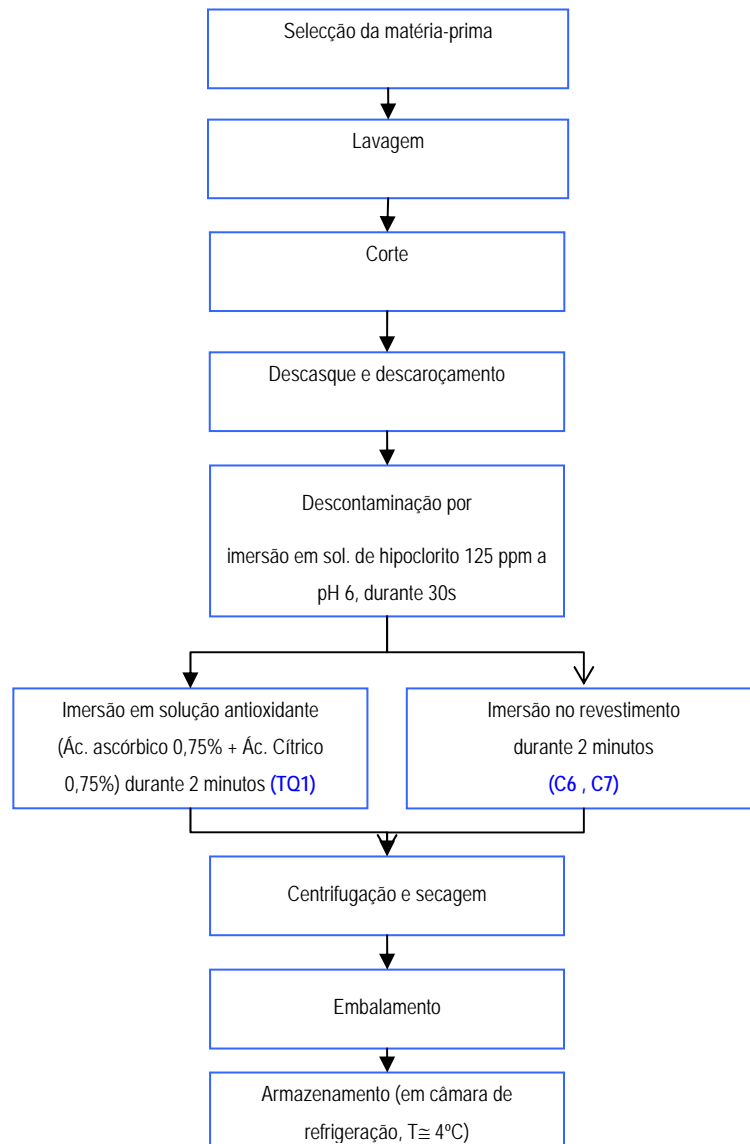 Selecção da matéria-prima
Lavagem
Corte
Descasque e descaroçamento
Descontaminação por
imersão em sol. de hipoclorito 125 ppm a
pH 6, durante 30s
Imersão em solução antioxidante
(Ác. ascórbico 0,75% + Ác. Cítrico
0,75%) durante 2 minutos (TQ1)
Imersão no revestimento
durante 2 minutos
(C6 , C7)
Centrifugação e secagem
Embalamento
Armazenamento (em câmara de
refrigeração, T≅ 4ºC)